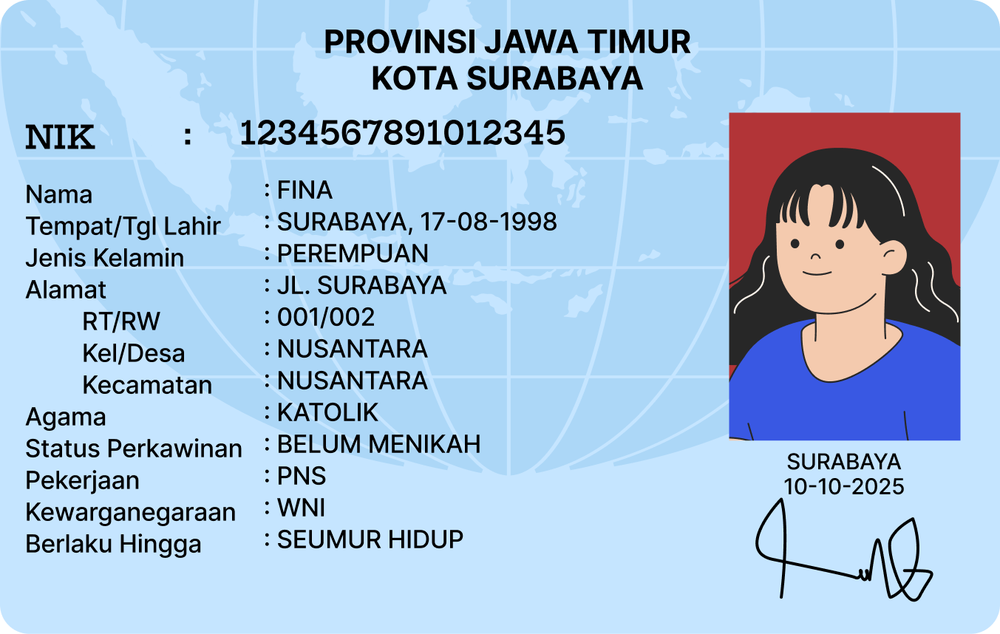 PROVINSI JAWA TIMUR
KOTA SURABAYA
NIK : 1234567891012345
Nama : FINA
Tempat/Tgl Lahir : SURABAYA, 17-08-1998
Jenis Kelamin : PEREMPUAN
Alamat : JL. SURABAYA
RT/RW : 001/002
Kel/Desa : NUSANTARA
Kecamatan : NUSANTARA
Agama : KATOLIK
Status Perkawinan : BELUM MENIKAH
Pekerjaan : PNS
Kewarganegaraan : WNI
Berlaku Hingga : SEUMUR HIDUP
SURABAYA
10-10-2025